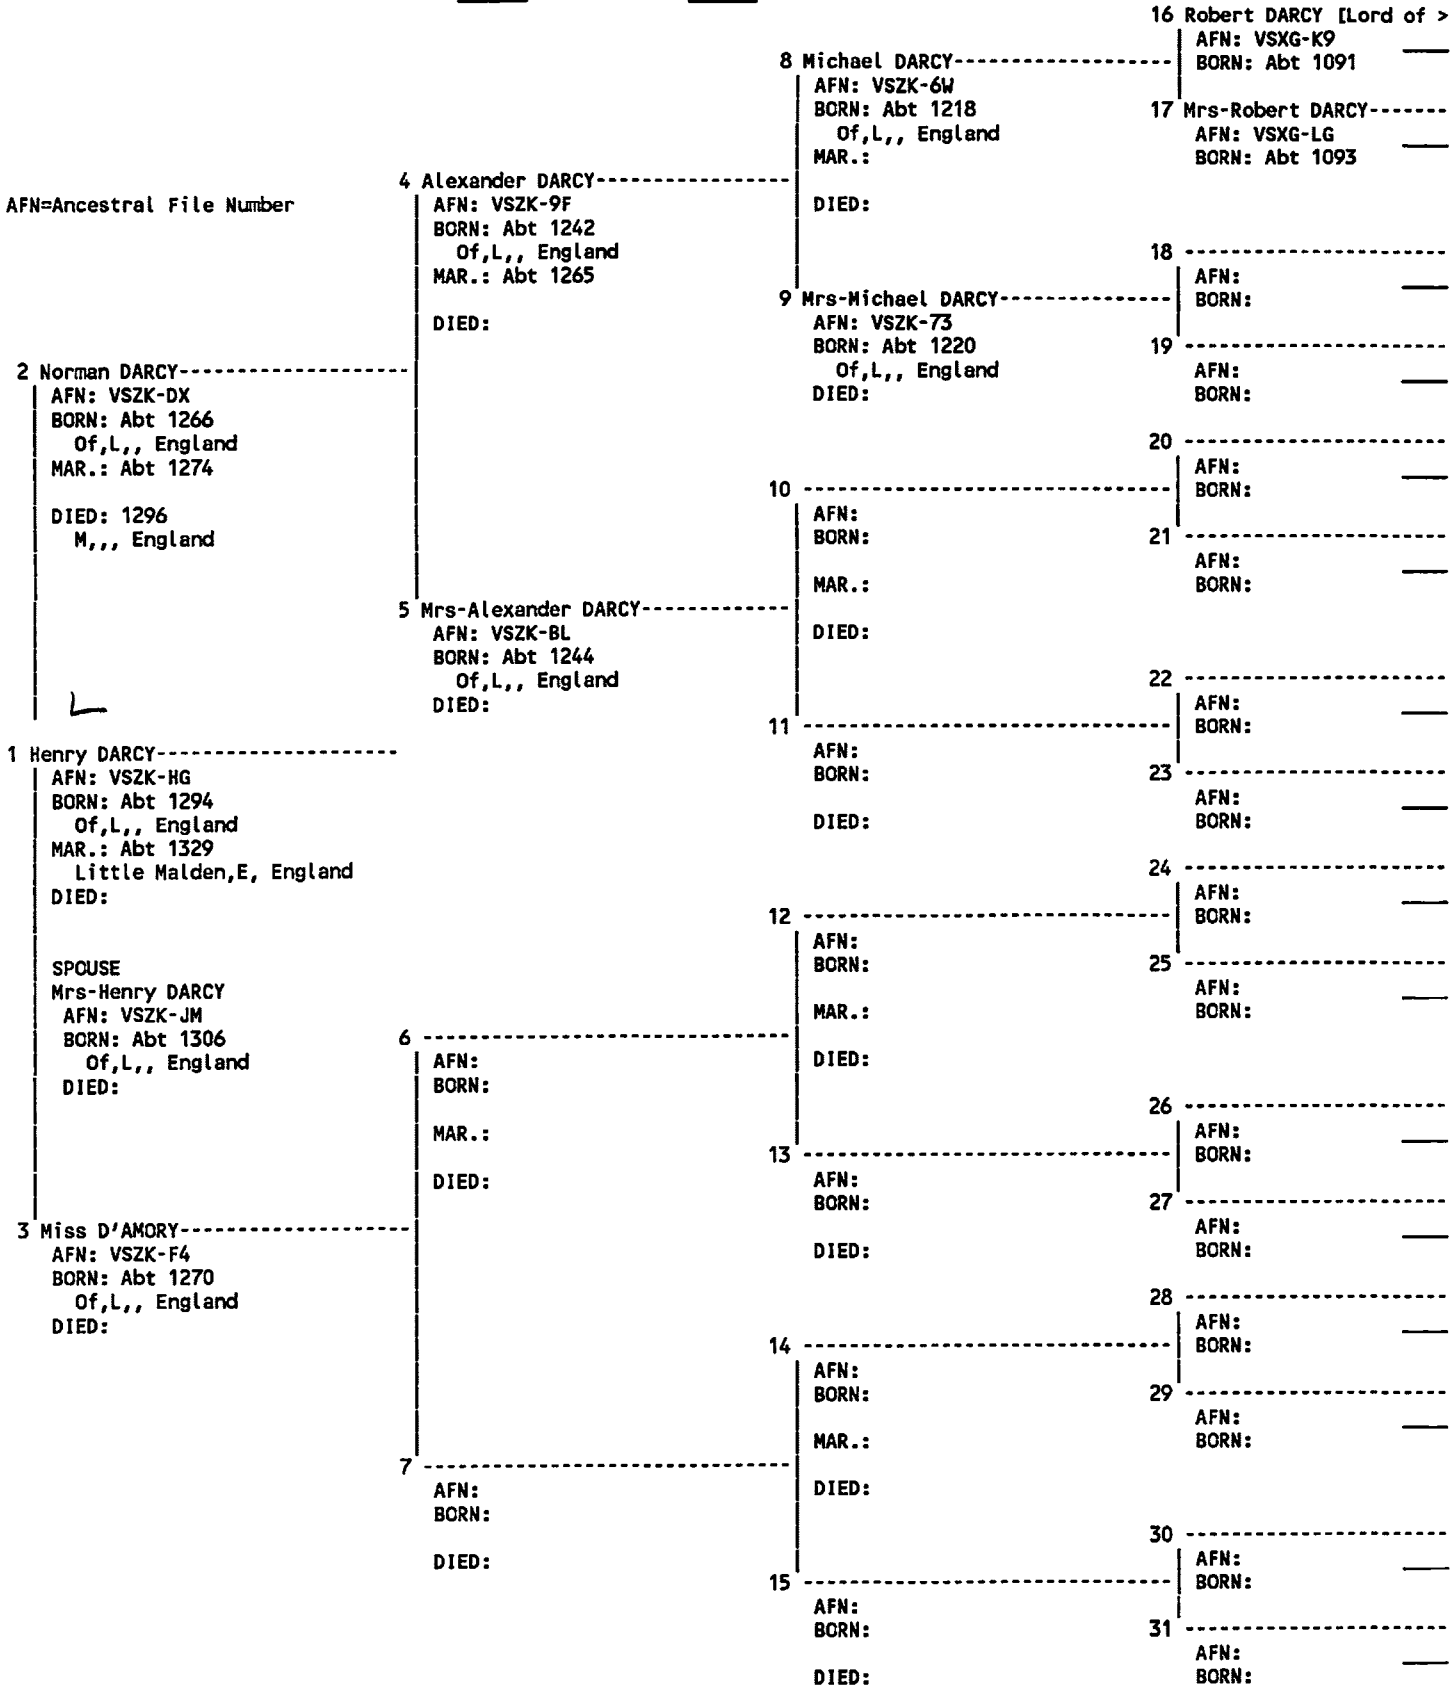 AFN=Ancestral File Number
1 Henry DARCY
AFN: VSZK-HG
BORN: Abt 1294
Of,L,, England
MAR.: Abt 1329
Little Malden,E, England
DIED:
SPOUSE
Mrs-Henry DARCY
AFN: VSZK-JM
BORN: Abt 1306
Of,L,, England
DIED:
2 Norman DARCY
AFN: VSZK-DX
BORN: Abt 1266
Of,L,, England
MAR.: Abt 1274
DIED: 1296
M,,, England
L
3 Miss D'AMORY
AFN: VSZK-F4
BORN: Abt 1270
Of,L,, England
DIED:
4 Alexander DARCY
AFN: VSZK-9F
BORN: Abt 1242
Of,L,, England
MAR.: Abt 1265
DIED:
5 Mrs-Alexander DARCY
AFN: VSZK-BL
BORN: Abt 1244
Of,L,, England
DIED:
6
AFN:
BORN:
MAR.:
DIED:
7
AFN:
BORN:
DIED:
8 Michael DARCY
AFN: VSZK-6W
BORN: Abt 1218
Of,L,, England
MAR.:
DIED:
9 Mrs-Michael DARCY
AFN: VSZK-73
BORN: Abt 1220
Of,L,, England
DIED:
10
AFN:
BORN:
MAR.:
DIED:
11
AFN:
BORN:
DIED:
12
AFN:
BORN:
MAR.:
DIED:
13
AFN:
BORN:
DIED:
14
AFN:
BORN:
MAR.:
DIED:
15
AFN:
BORN:
DIED:
16 Robert DARCY [Lord of >
AFN: VSXG-K9
BORN: Abt 1091
17 Mrs-Robert DARCY
AFN: VSXG-LG
BORN: Abt 1093
18
AFN:
BORN:
19
AFN:
BORN:
20
AFN:
BORN:
21
AFN:
BORN:
22
AFN:
BORN:
23
AFN:
BORN:
24
AFN:
BORN:
25
AFN:
BORN:
26
AFN:
BORN:
27
AFN:
BORN:
28
AFN:
BORN:
29
AFN:
BORN:
30
AFN:
BORN:
31
AFN:
BORN: